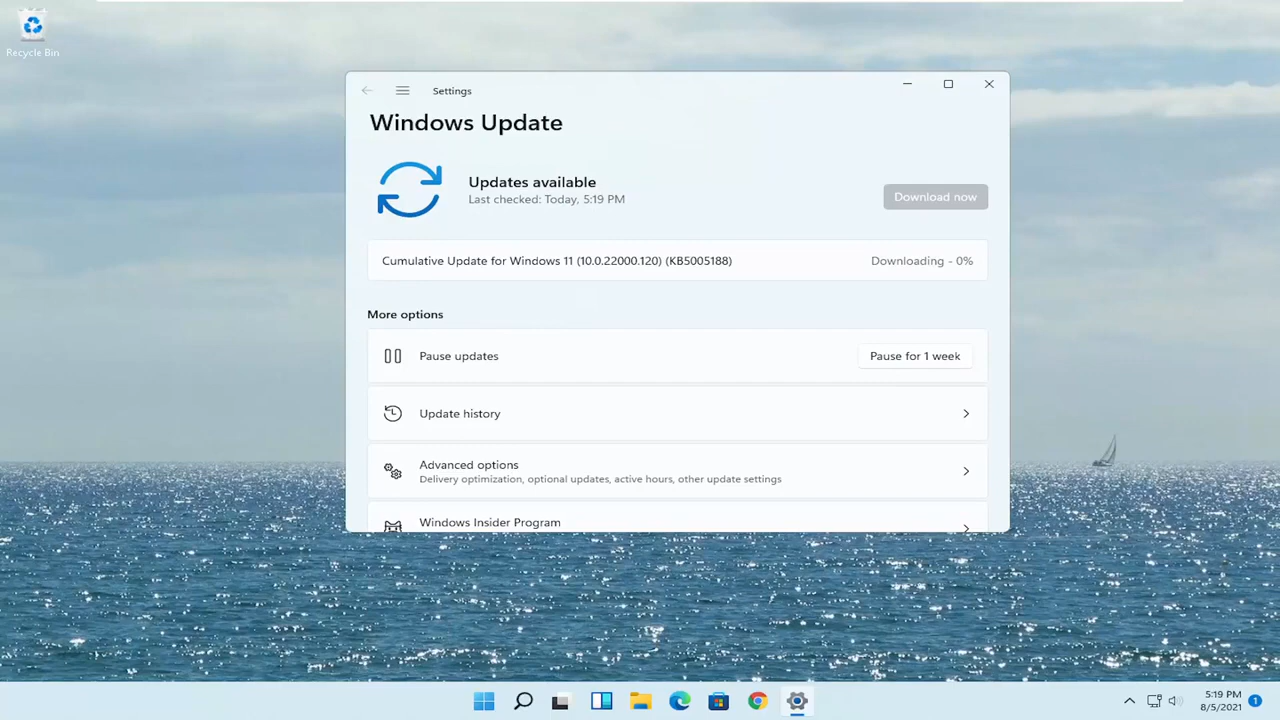 Recycle Bin
Settings
Windows Update
Updates available
Last checked: Today, 5:19 PM
Download now
Cumulative Update for Windows 11 (10.0.22000.120) (KB5005188)
Downloading - 0%
More options
Pause updates
Pause for 1 week
Update history
Advanced options
Delivery optimization, optional updates, active hours, other update settings
Windows Insider Program
5:19 PM
8/5/2021
1